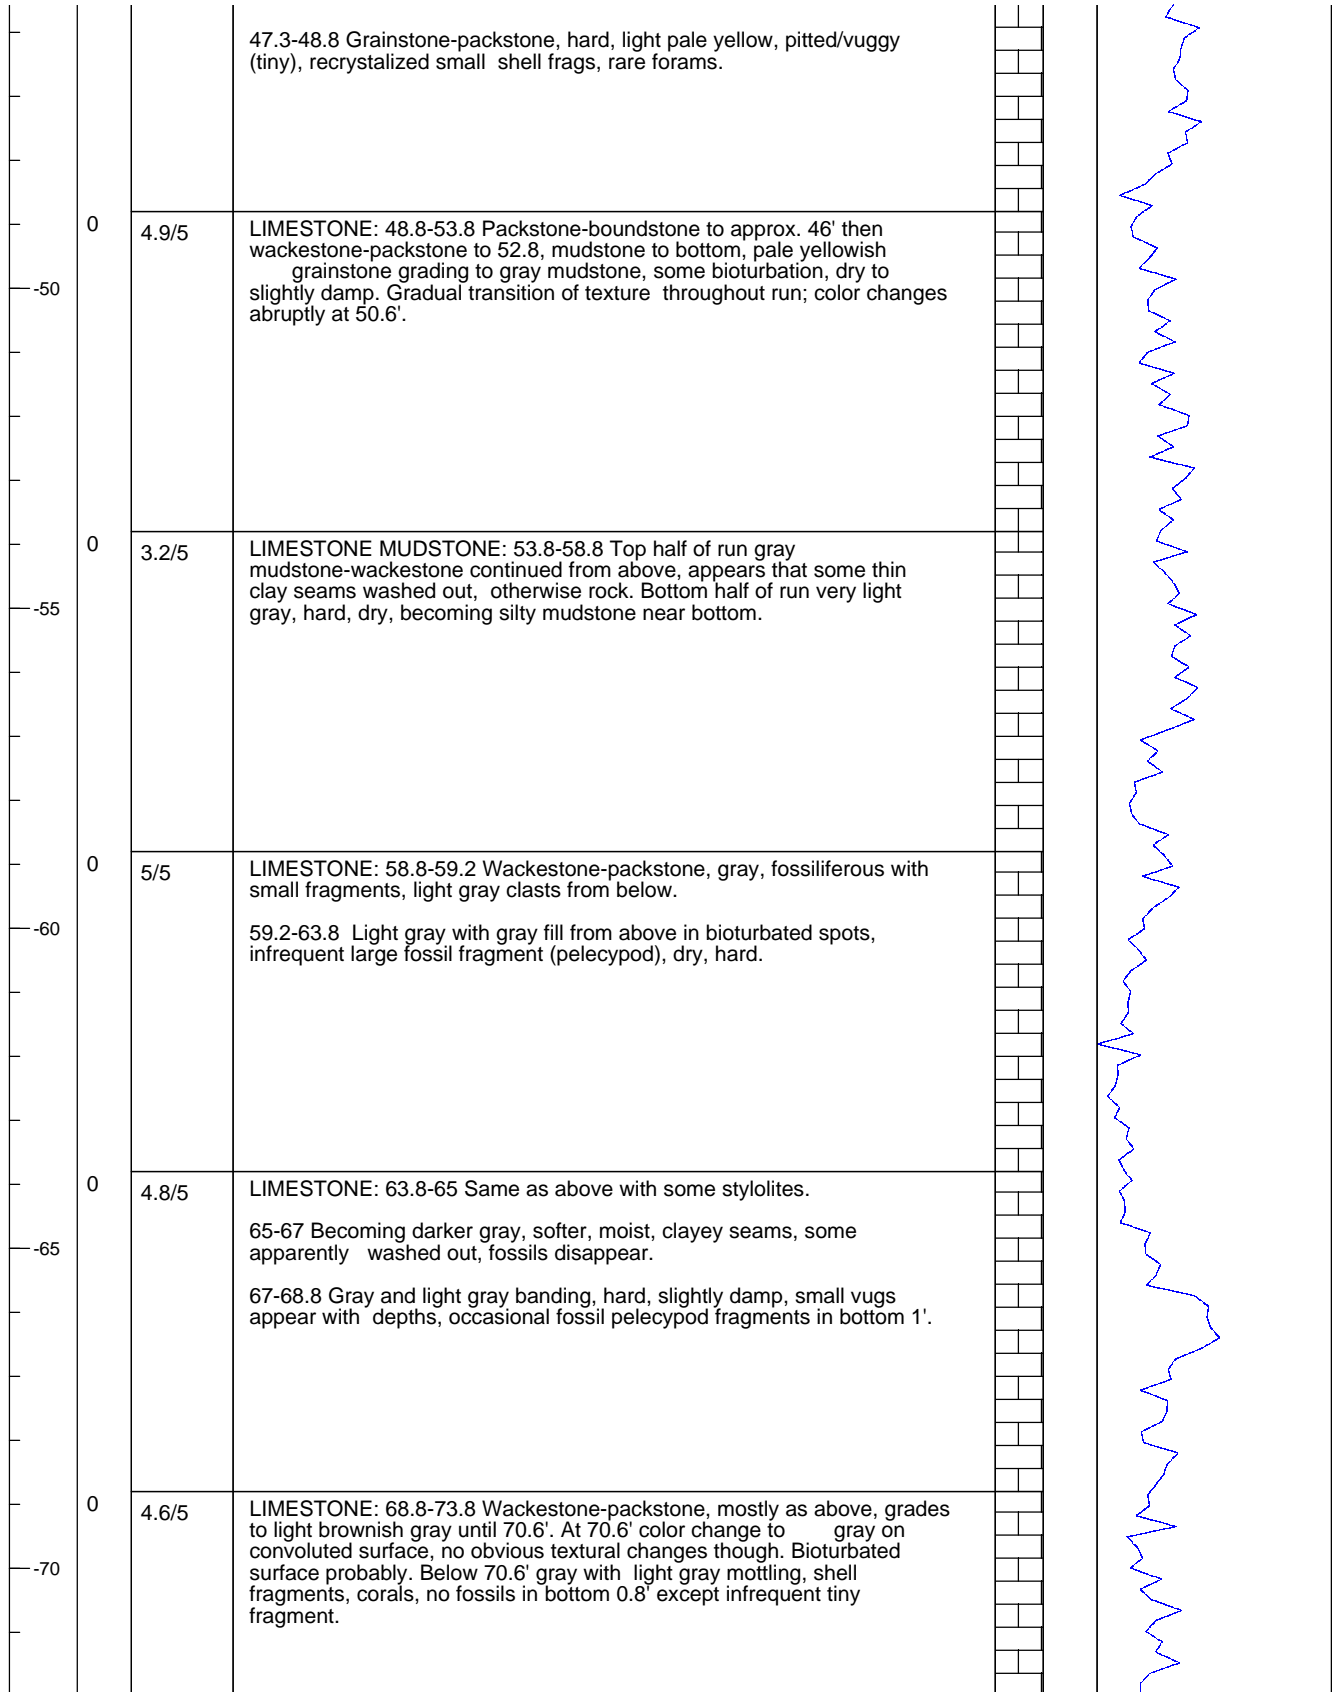 47.3-48.8 Grainstone-packstone, hard, light pale yellow, pitted/vuggy
(tiny), recrystalized small shell frags, rare forams.
0
4.9/5
LIMESTONE: 48.8-53.8 Packstone-boundstone to approx. 46' then
wackestone-packstone to 52.8, mudstone to bottom, pale yellowish
grainstone grading to gray mudstone, some bioturbation, dry to
slightly damp. Gradual transition of texture throughout run; color changes
abruptly at 50.6'.
-50
0
3.2/5
LIMESTONE MUDSTONE: 53.8-58.8 Top half of run gray
mudstone-wackestone continued from above, appears that some thin
clay seams washed out, otherwise rock. Bottom half of run very light
gray, hard, dry, becoming silty mudstone near bottom.
-55
0
5/5
LIMESTONE: 58.8-59.2 Wackestone-packstone, gray, fossiliferous with
small fragments, light gray clasts from below.
59.2-63.8 Light gray with gray fill from above in bioturbated spots,
infrequent large fossil fragment (pelecypod), dry, hard.
-60
0
4.8/5
LIMESTONE: 63.8-65 Same as above with some stylolites.
65-67 Becoming darker gray, softer, moist, clayey seams, some
apparently washed out, fossils disappear.
-65
67-68.8 Gray and light gray banding, hard, slightly damp, small vugs
appear with depths, occasional fossil pelecypod fragments in bottom 1'.
0
4.6/5
LIMESTONE: 68.8-73.8 Wackestone-packstone, mostly as above, grades
to light brownish gray until 70.6'. At 70.6' color change to gray on
convoluted surface, no obvious textural changes though. Bioturbated
surface probably. Below 70.6' gray with light gray mottling, shell
fragments, corals, no fossils in bottom 0.8' except infrequent tiny
fragment.
-70